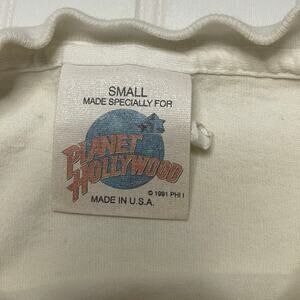 SMALL
MADE SPECIALLY FOR
PLANET
HOLLYWOOD
© 1991 PHI I
MADE IN U.S.A.